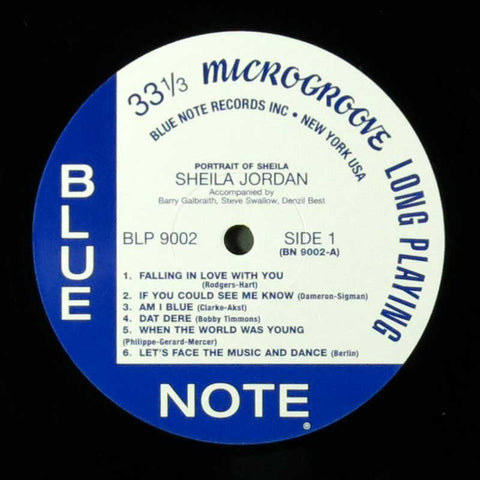 33 1/3 MICROGROOVE LONG PLAYING
BLUE NOTE RECORDS INC • NEW YORK USA
PORTRAIT OF SHEILA
SHEILA JORDAN
Accompanied by
Barry Galbraith, Steve Swallow, Denzil Best
BLP 9002 SIDE 1
(BN 9002-A)
1. FALLING IN LOVE WITH YOU
(Rodgers-Hart)
2. IF YOU COULD SEE ME KNOW (Dameron-Sigman)
3. AM I BLUE (Clarke-Akst)
4. DAT DERE (Bobby Timmons)
5. WHEN THE WORLD WAS YOUNG
(Philippe-Gerard-Mercer)
6. LET'S FACE THE MUSIC AND DANCE (Berlin)
BLUE
NOTE®